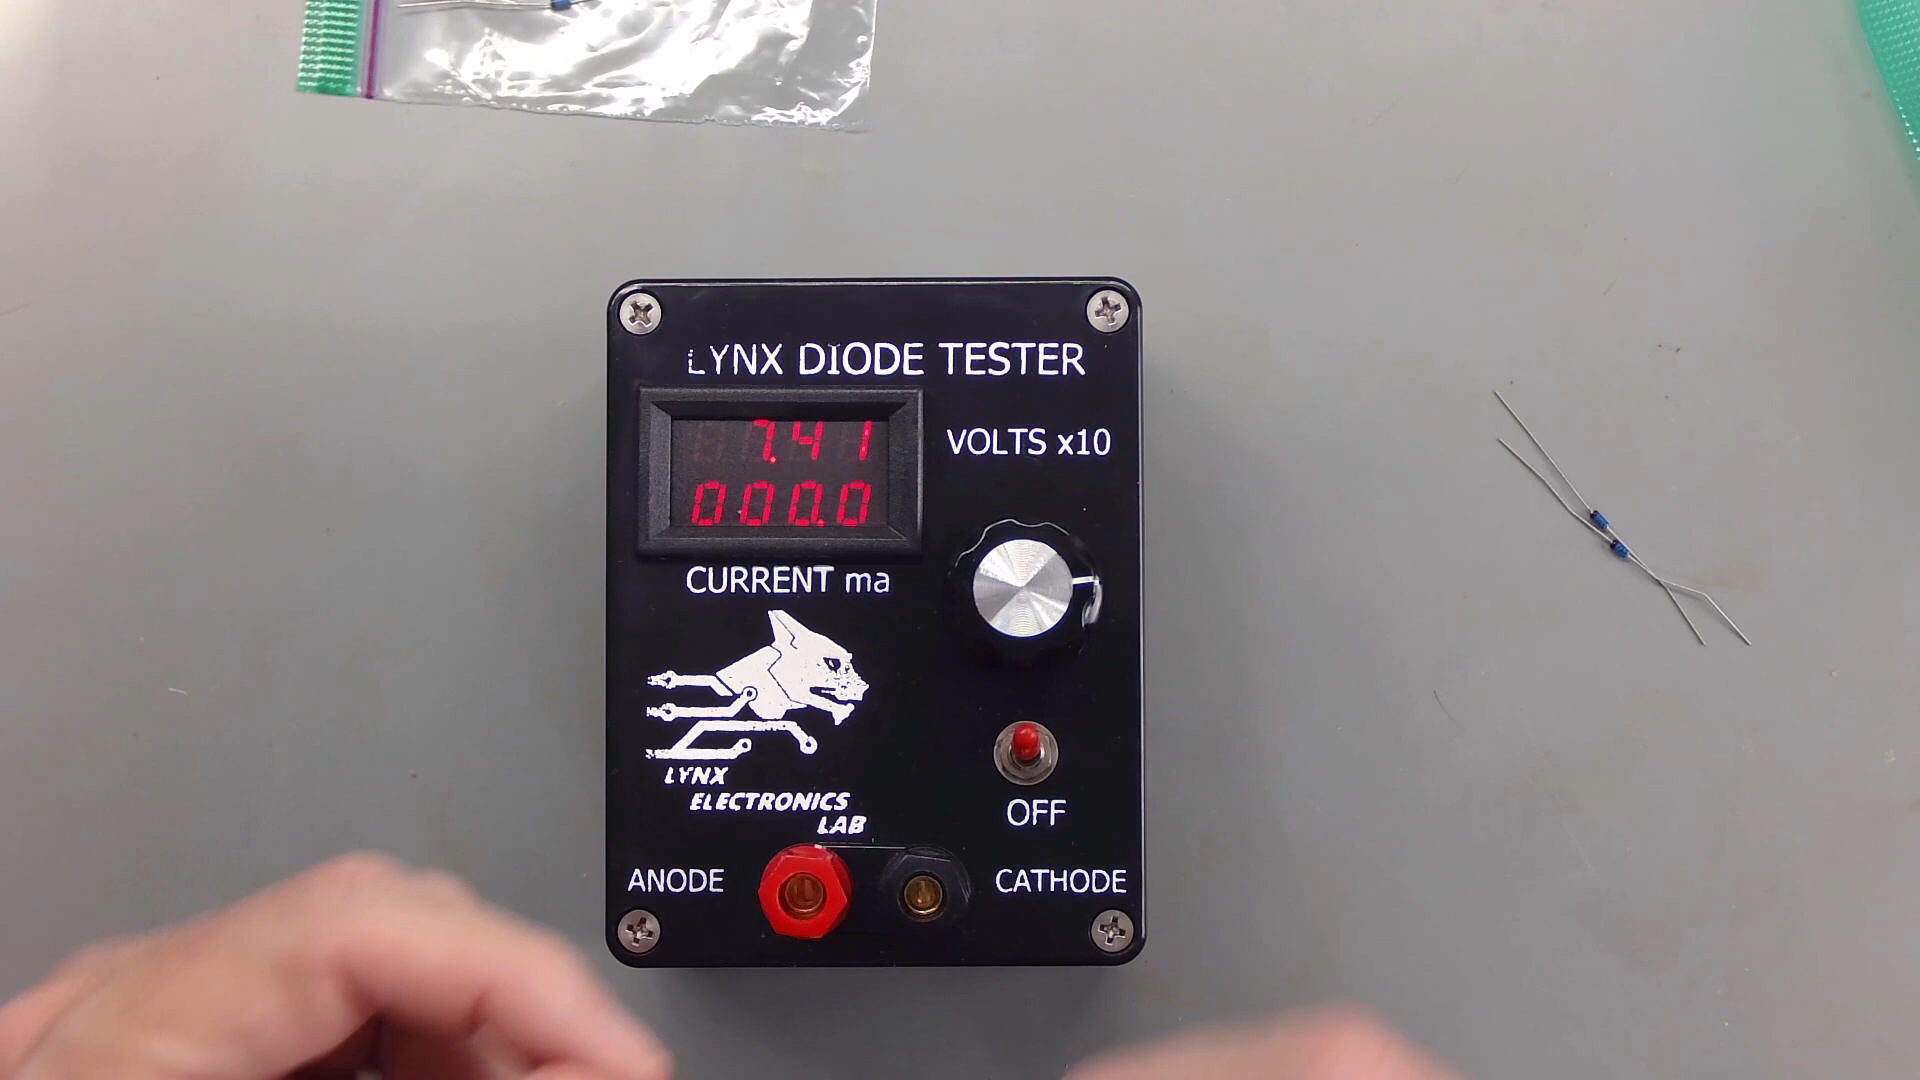 LYNX DIODE TESTER
7.41
VOLTS x10
000.0
CURRENT ma
LYNX
ELECTRONICS
LAB
OFF
ANODE
CATHODE